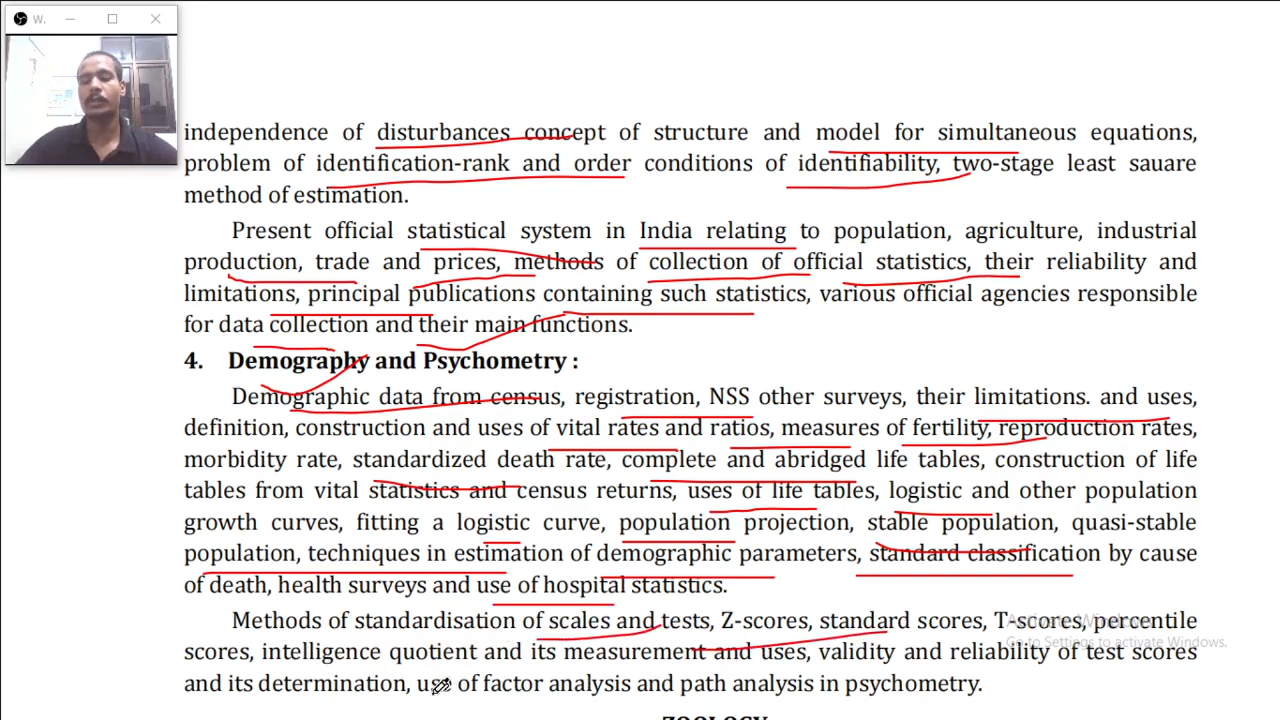 W.
independence of disturbances concept of structure and model for simultaneous equations,
problem of identification-rank and order conditions of identifiability, two-stage least sauare
method of estimation.
Present official statistical system in India relating to population, agriculture, industrial
production, trade and prices, methods of collection of official statistics, their reliability and
limitations, principal publications containing such statistics, various official agencies responsible
for data collection and their main functions.
4. Demography and Psychometry :
Demographic data from census, registration, NSS other surveys, their limitations. and uses,
definition, construction and uses of vital rates and ratios, measures of fertility, reproduction rates,
morbidity rate, standardized death rate, complete and abridged life tables, construction of life
tables from vital statistics and census returns, uses of life tables, logistic and other population
growth curves, fitting a logistic curve, population projection, stable population, quasi-stable
population, techniques in estimation of demographic parameters, standard classification by cause
of death, health surveys and use of hospital statistics.
Methods of standardisation of scales and tests, Z-scores, standard scores, T-scores, percentile
Activate Windows
Go to Settings to activate Windows.
scores, intelligence quotient and its measurement and uses, validity and reliability of test scores
and its determination, use of factor analysis and path analysis in psychometry.
ZOOLOGY